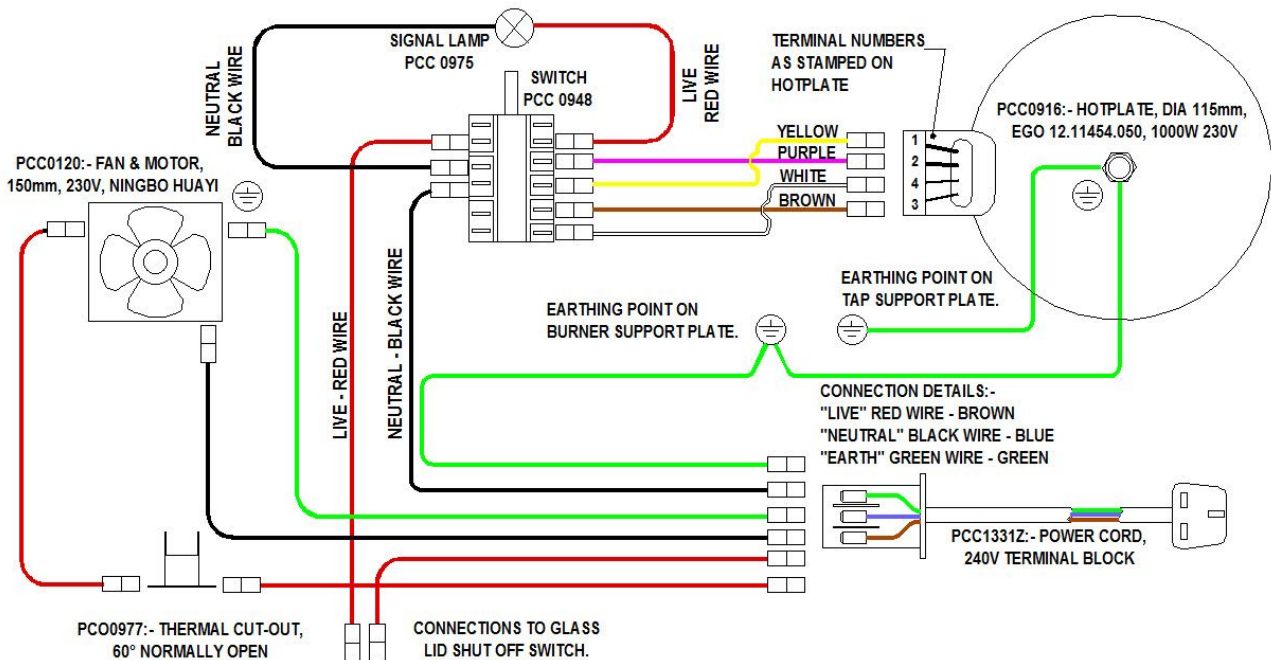 SIGNAL LAMP
PCC 0975
NEUTRAL
BLACK WIRE
SWITCH
PCC 0948
LIVE
RED WIRE
TERMINAL NUMBERS
AS STAMPED ON
HOTPLATE
PCC0916:- HOTPLATE, DIA 115mm,
EGO 12.11454.050, 1000W 230V
YELLOW
PURPLE
WHITE
BROWN
1
2
4
3
PCC0120:- FAN & MOTOR,
150mm, 230V, NINGBO HUAYI
LIVE - RED WIRE
NEUTRAL - BLACK WIRE
EARTHING POINT ON
BURNER SUPPORT PLATE.
EARTHING POINT ON
TAP SUPPORT PLATE.
CONNECTION DETAILS:-
"LIVE" RED WIRE - BROWN
"NEUTRAL" BLACK WIRE - BLUE
"EARTH" GREEN WIRE - GREEN
PCC1331Z:- POWER CORD,
240V TERMINAL BLOCK
PCO0977:- THERMAL CUT-OUT,
60° NORMALLY OPEN
CONNECTIONS TO GLASS
LID SHUT OFF SWITCH.